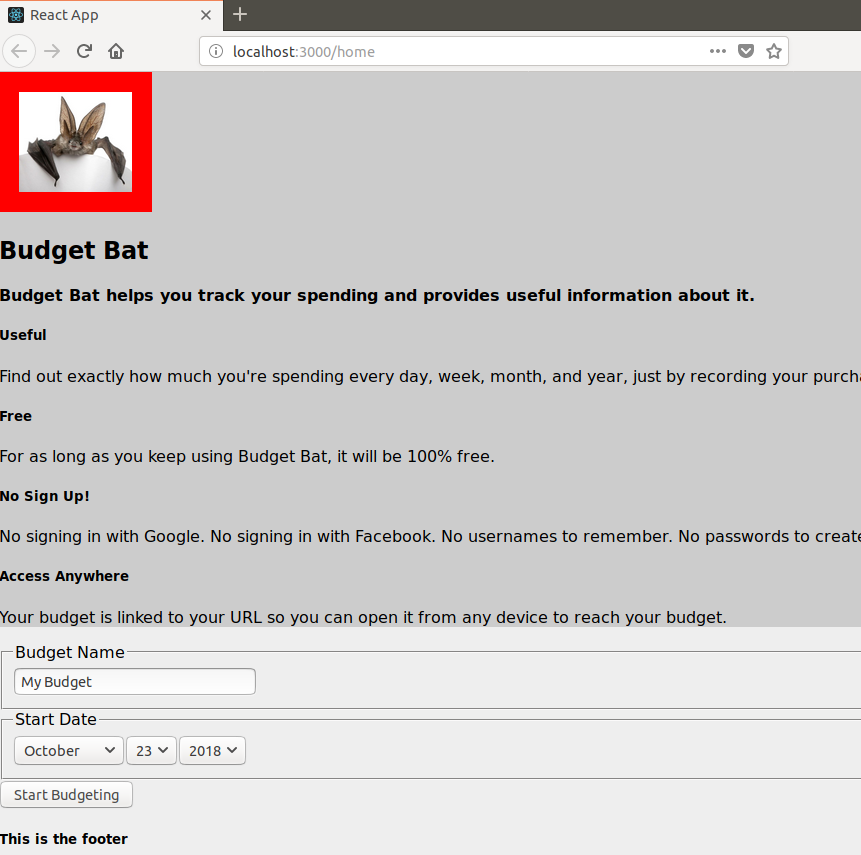 React App
localhost:3000/home
Budget Bat
Budget Bat helps you track your spending and provides useful information about it.
Useful
Find out exactly how much you're spending every day, week, month, and year, just by recording your
Free
For as long as you keep using Budget Bat, it will be 100% free.
No Sign Up!
No signing in with Google. No signing in with Facebook. No usernames to remember. No passwords to create
Access Anywhere
Your budget is linked to your URL so you can open it from any device to reach your budget.
Budget Name
My Budget
Start Date
October 23 2018
Start Budgeting
This is the footer